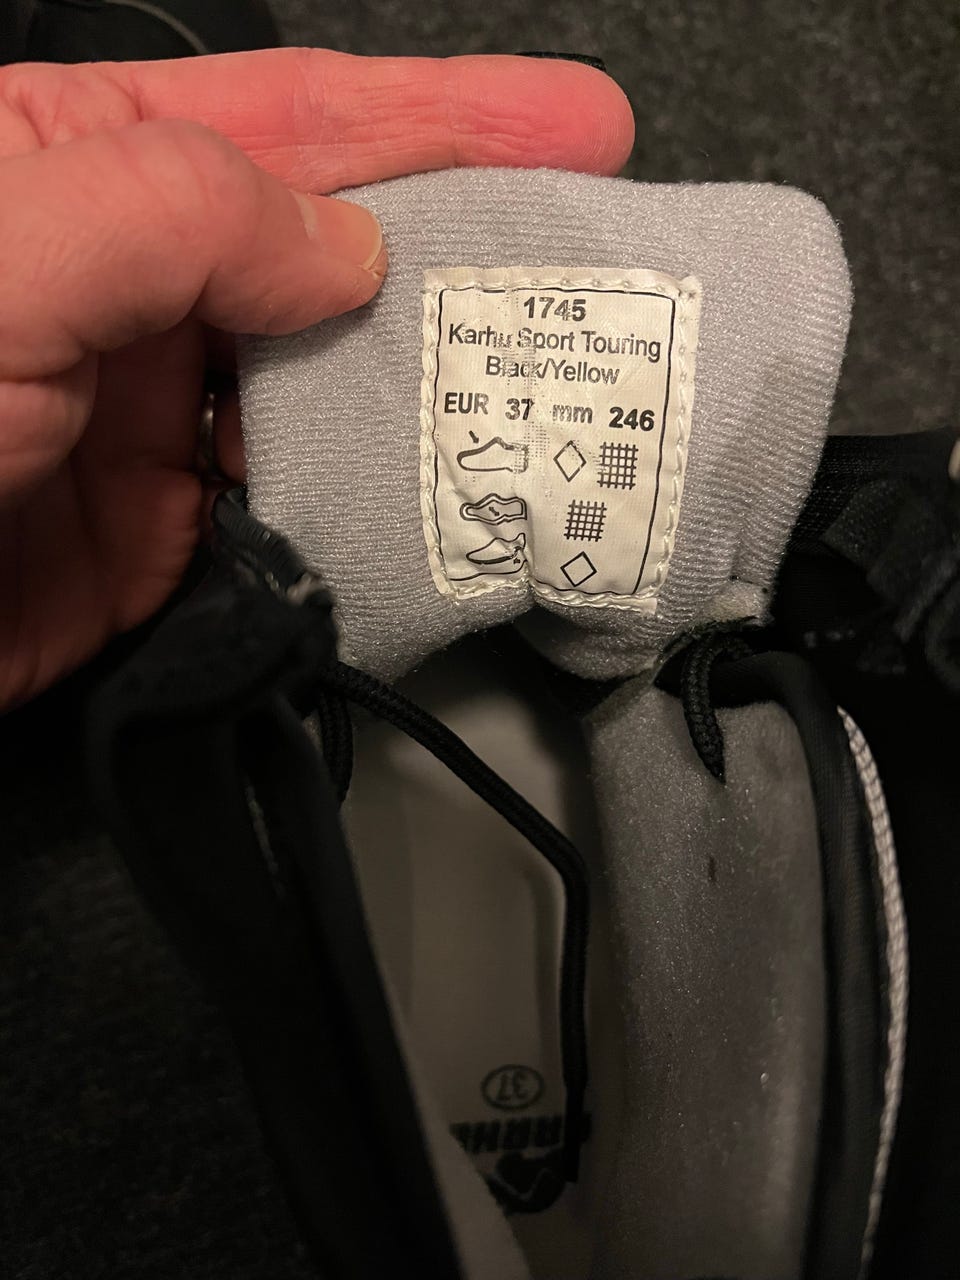 1745
Karhu Sport Touring
Black/Yellow
EUR 37 mm 246
37